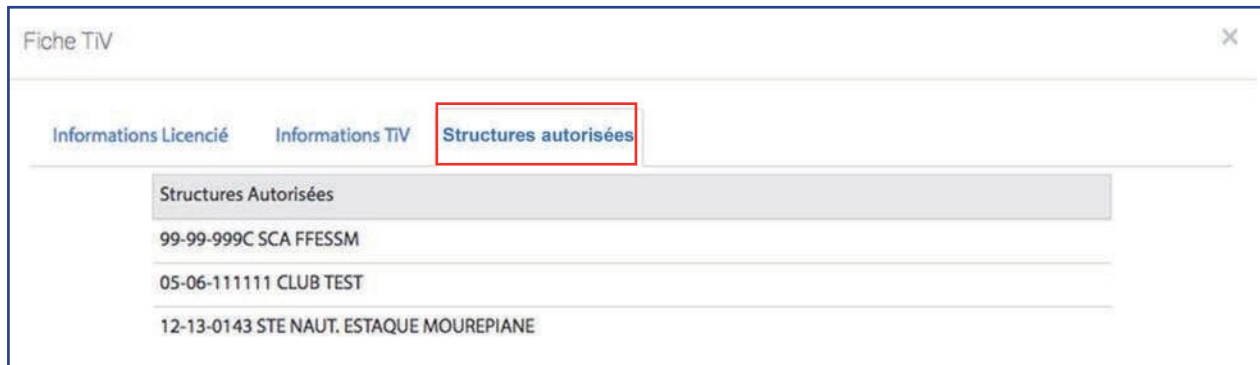 Fiche TiV
×
Informations Licencié Informations TiV Structures autorisées
Structures Autorisées
99-99-999C SCA FFESSM
05-06-111111 CLUB TEST
12-13-0143 STE NAUT. ESTAQUE MOUREPIANE